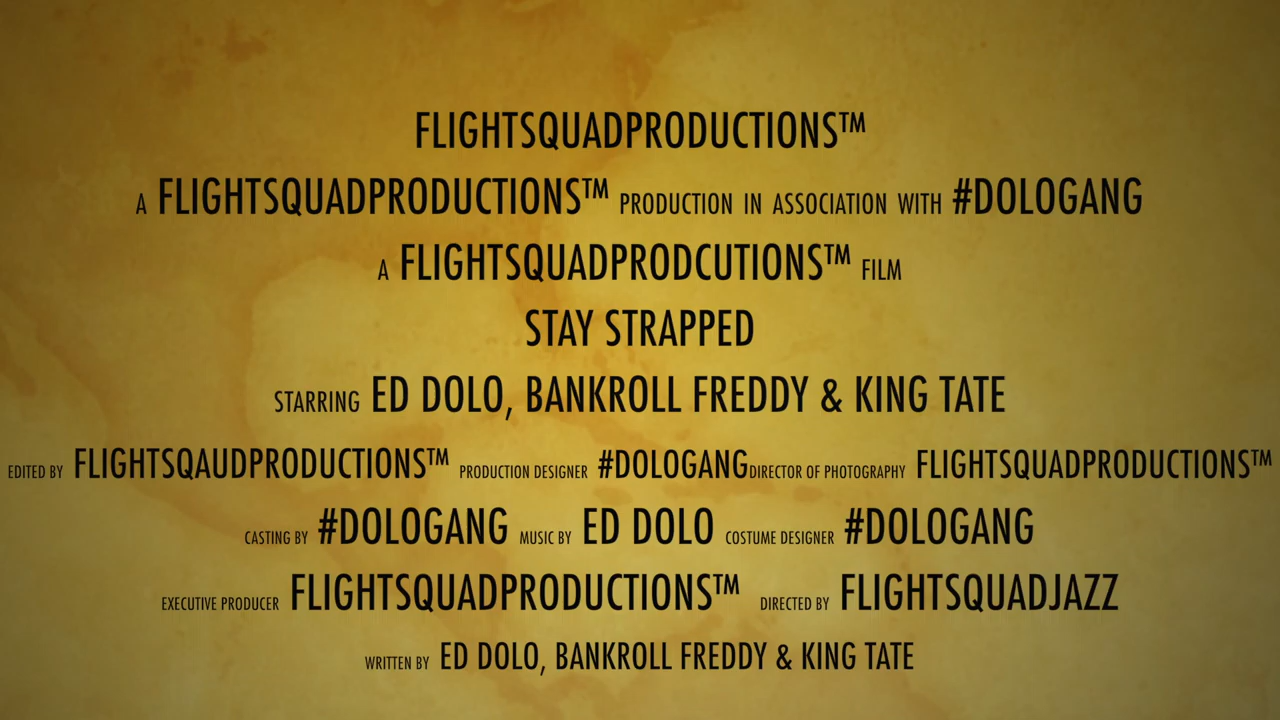 FLIGHTSQUADPRODUCTIONS™
A FLIGHTSQUADPRODUCTIONS™ PRODUCTION IN ASSOCIATION WITH #DOLOGANG
A FLIGHTSQUADPRODCUTIONS™ FILM
STAY STRAPPED
STARRING ED DOLO, BANKROLL FREDDY & KING TATE
EDITED BY FLIGHTSQAUDPRODUCTIONS™ PRODUCTION DESIGNER #DOLOGANGDIRECTOR OF PHOTOGRAPHY FLIGHTSQUADPRODUCTIONS™
CASTING BY #DOLOGANG MUSIC BY ED DOLO COSTUME DESIGNER #DOLOGANG
EXECUTIVE PRODUCER FLIGHTSQUADPRODUCTIONS™ DIRECTED BY FLIGHTSQUADJAZZ
WRITTEN BY ED DOLO, BANKROLL FREDDY & KING TATE